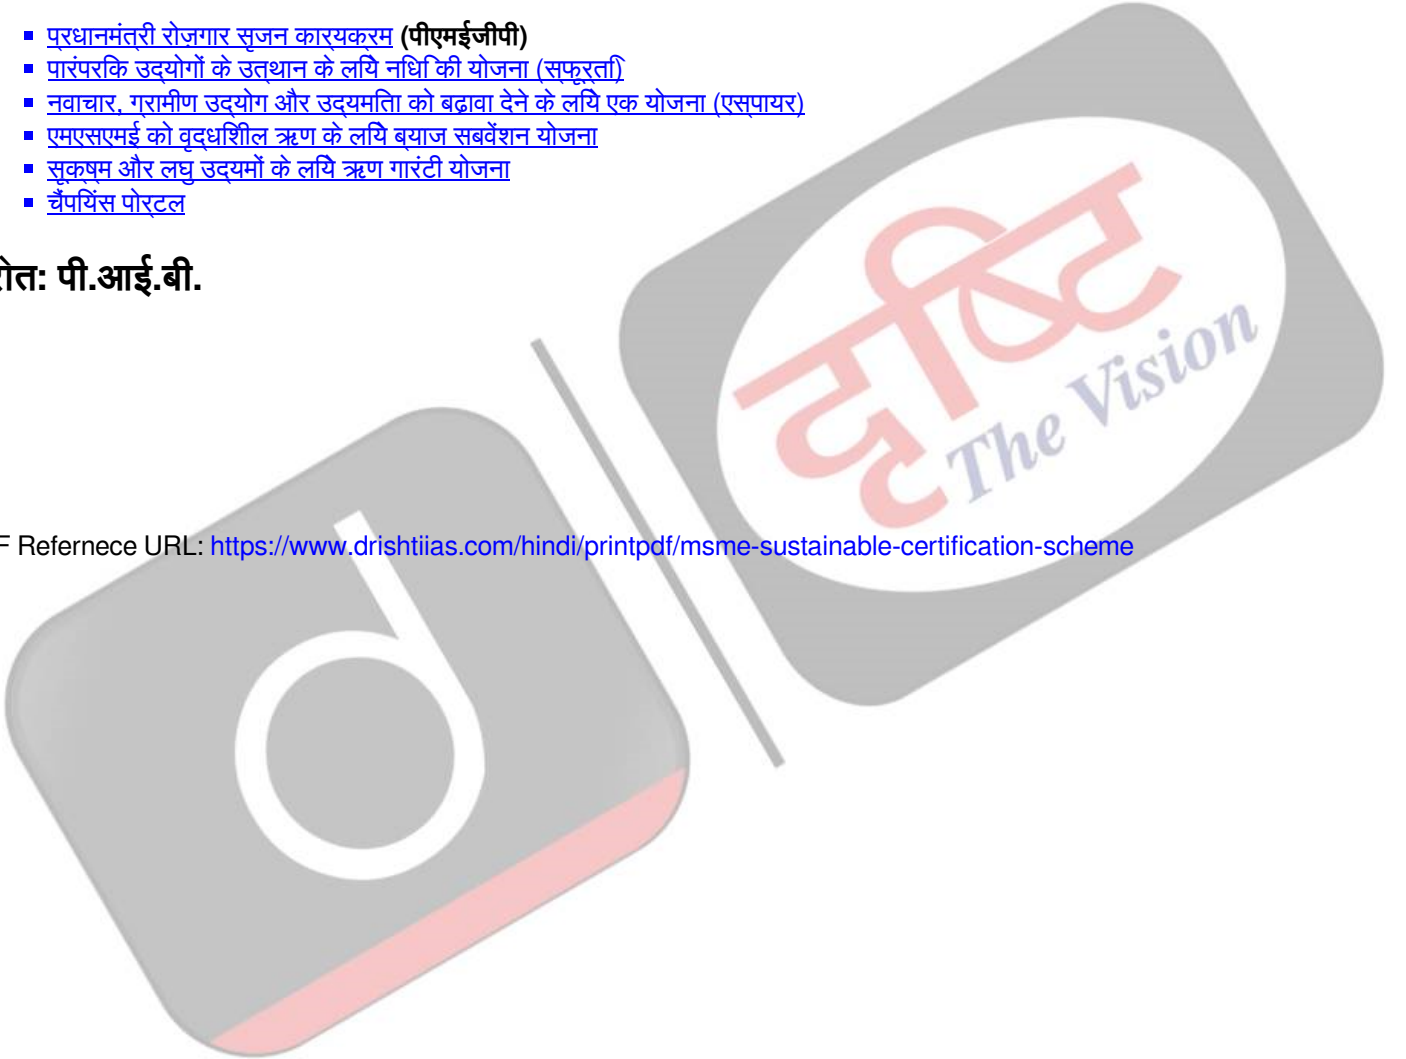 प्रधानमंत्री रोज़गार सृजन कार्यक्रम (पीएमईजीपी)
पारंपरिक उद्योगों के उत्थान के लिये निधि की योजना (स्फूर्ति)
नवाचार, ग्रामीण उद्योग और उद्यमिता को बढ़ावा देने के लिये एक योजना (एस्पायर)
एमएसएमई को वृद्धिशील ऋण के लिये ब्याज सबवेंशन योजना
सूक्ष्म और लघु उद्यमों के लिये ऋण गारंटी योजना
चैंपियंस पोर्टल
पी.आई.बी.
दृष्टि
The Vision
F Refernece URL: https://www.drishtiias.com/hindi/printpdf/msme-sustainable-certification-scheme
d